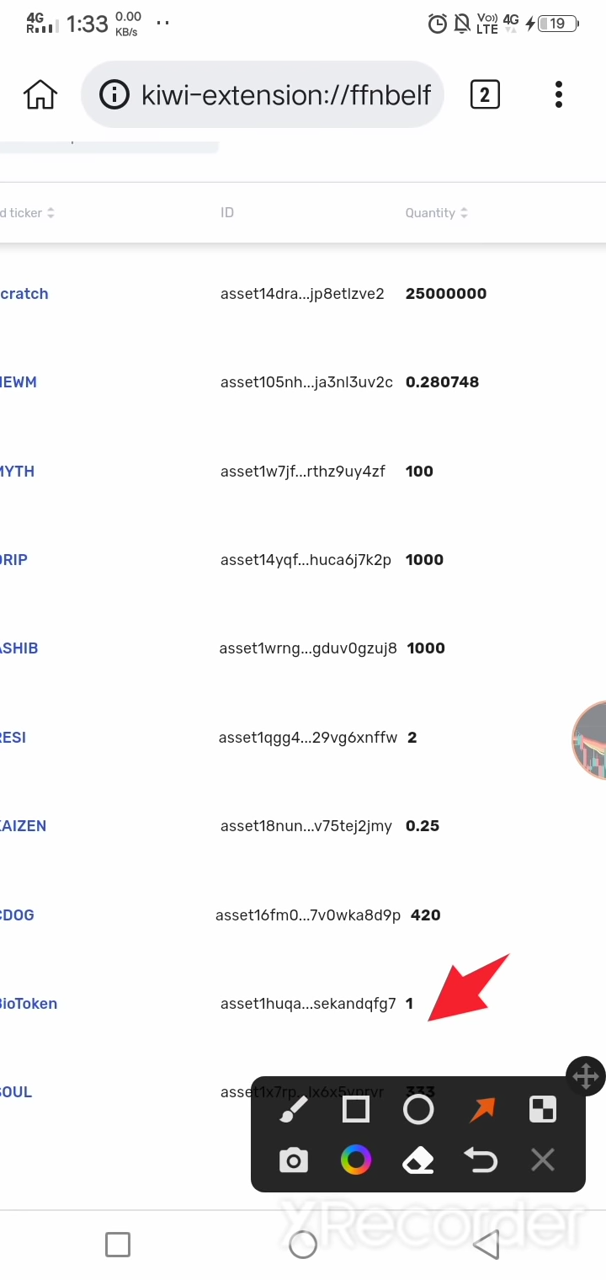 4G
R
1:33
0.00
KB/s
Vo))
LTE
4G
19
kiwi-extension://ffnbelf
2
d ticker
ID
Quantity
cratch asset14dra...jp8etlzve2 25000000
NEWM asset105nh...ja3nl3uv2c 0.280748
MYTH asset1w7jf...rthz9uy4zf 100
DRIP asset14yqf...huca6j7k2p 1000
ASHIB asset1wrng...gduv0gzuj8 1000
RESI asset1qgg4...29vg6xnffw 2
KAIZEN asset18nun...v75tej2jmy 0.25
CDOG asset16fm0...7v0wka8d9p 420
BioToken asset1huqa...sekandqfg7 1
SOUL 333
XRecorder